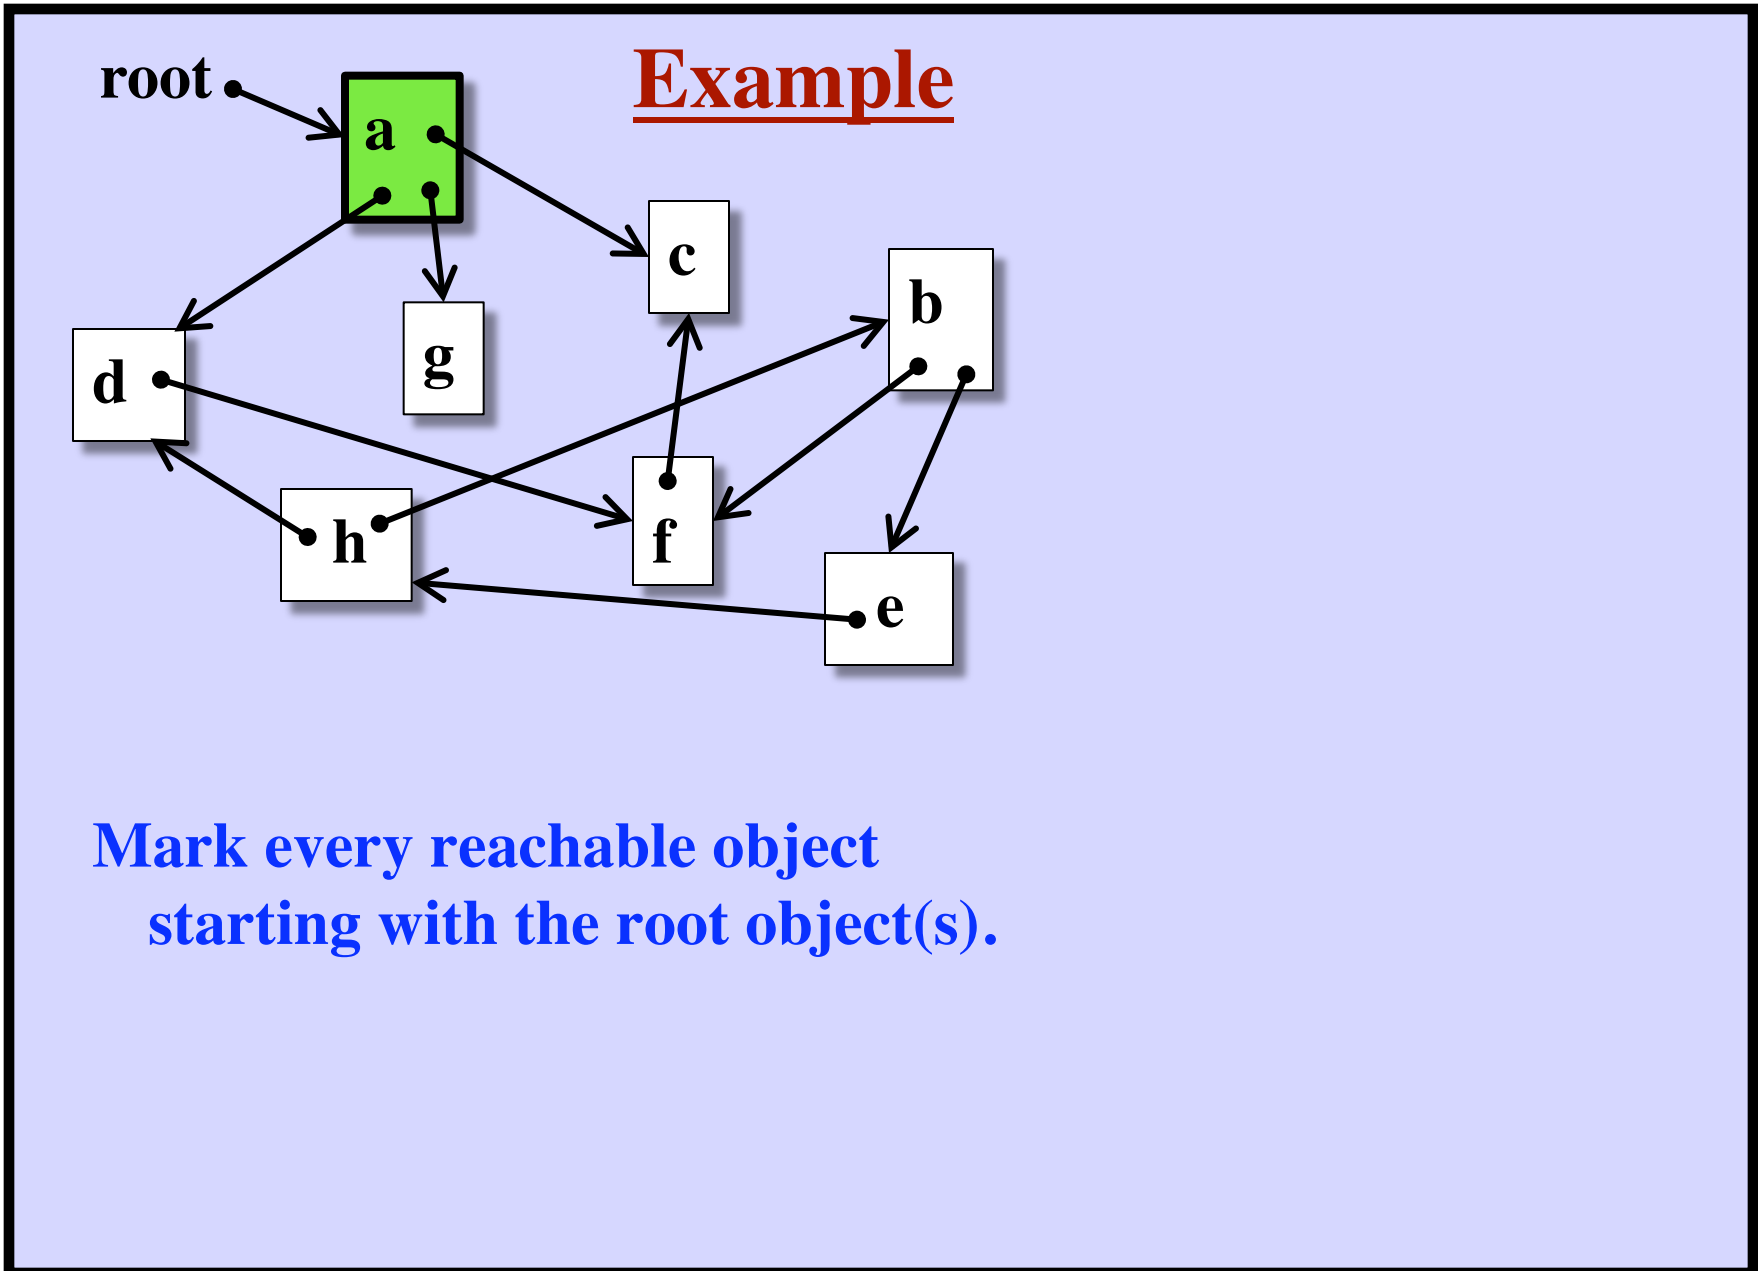 root
Example
a
c
b
g
d
h
f
e
Mark every reachable object
starting with the root object(s).